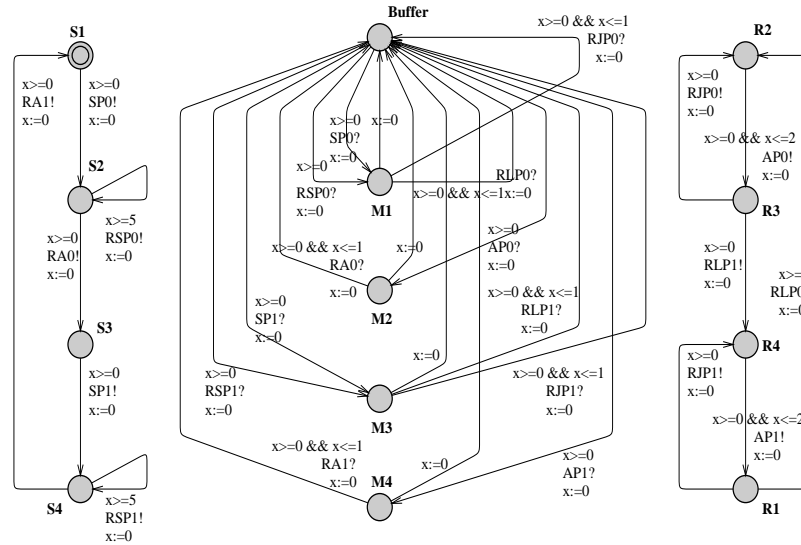 S1
x>=0
RA1!
x:=0
x>=0
SP0!
x:=0
S2
x>=0
RA0!
x:=0
x>=5
RSP0!
x:=0
S3
x>=0
SP1!
x:=0
S4
x>=5
RSP1!
x:=0
Buffer
x>=0 && x<=1
RJP0?
x:=0
x>=0
SP0?
x:=0
x:=0
x>=0
RSP0?
x:=0
M1
RLP0?
x>=0 && x<=1
x:=0
x>=0 && x<=1
RA0?
x:=0
x:=0
M2
x>=0
AP0?
x:=0
x>=0
SP1?
x:=0
x>=0 && x<=1
RLP1?
x:=0
x>=0
RSP1?
x:=0
x:=0
M3
x>=0 && x<=1
RJP1?
x:=0
x>=0 && x<=1
RA1?
x:=0
x:=0
M4
x>=0
AP1?
x:=0
R2
x>=0
RJP0!
x:=0
x>=0 && x<=2
AP0!
x:=0
R3
x>=0
RLP1!
x:=0
x>=
RLP0
x:=0
R4
x>=0
RJP1!
x:=0
x>=0 && x<=2
AP1!
x:=0
R1